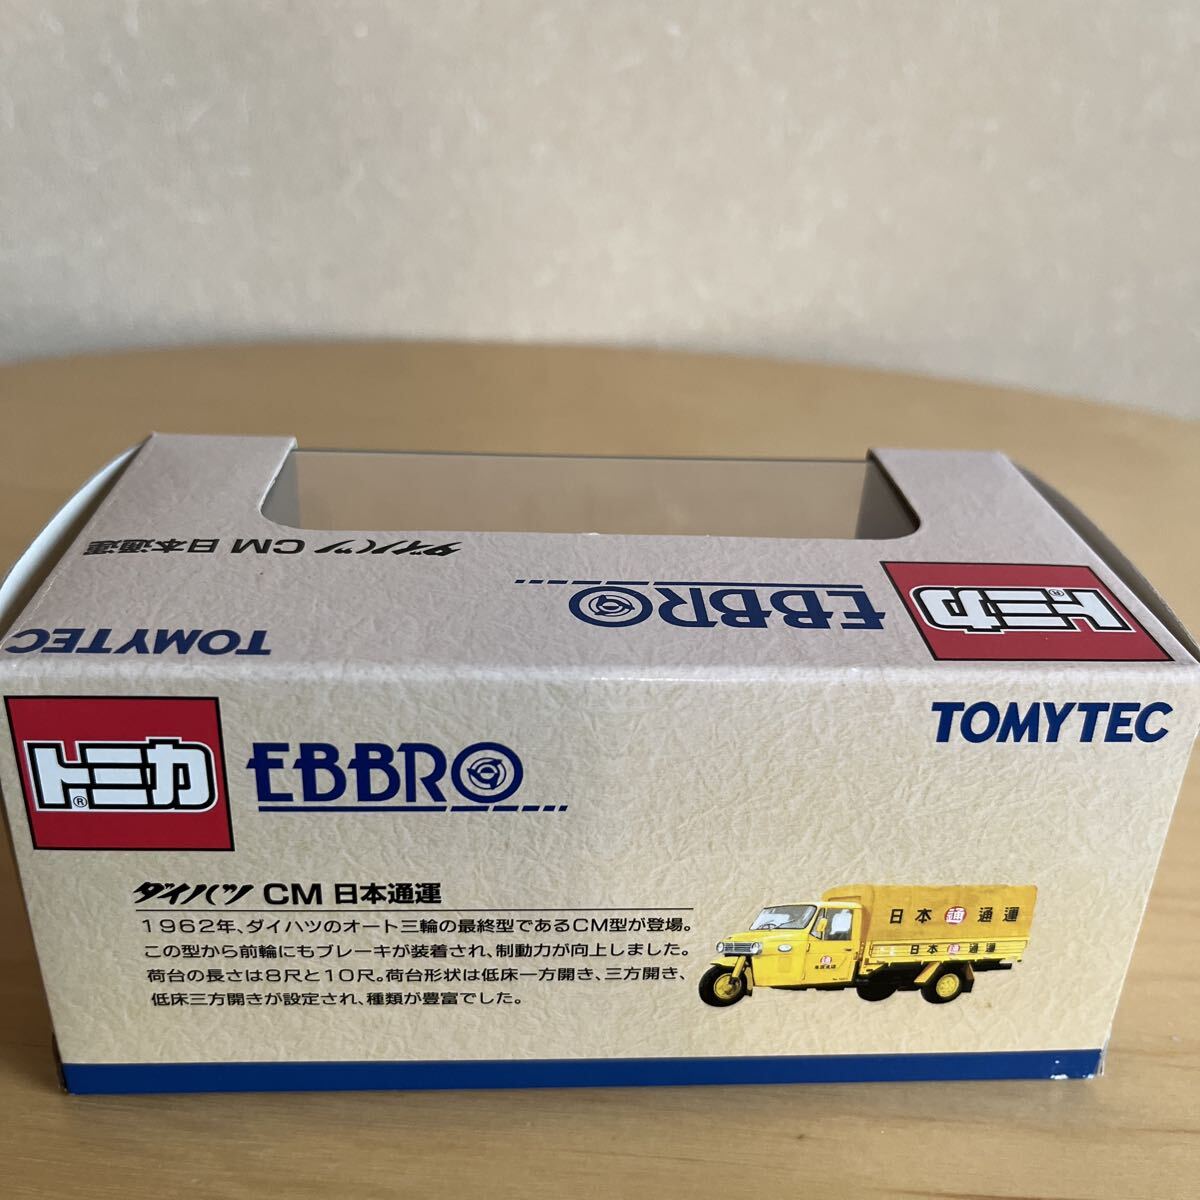 ダイハツ CM 日本通運
EBBRO
トミカ®
TOMYTEC
トミカ®
EBBRO
TOMYTEC
ダイハツ CM 日本通運
1962年、ダイハツのオート三輪の最終型であるCM型が登場。
この型から前輪にもブレーキが装着され、制動力が向上しました。
荷台の長さは8尺と10尺。荷台形状は低床一方開き、三方開き、
低床三方開きが設定され、種類が豊富でした。
日本 通 通運
日本 通 通運